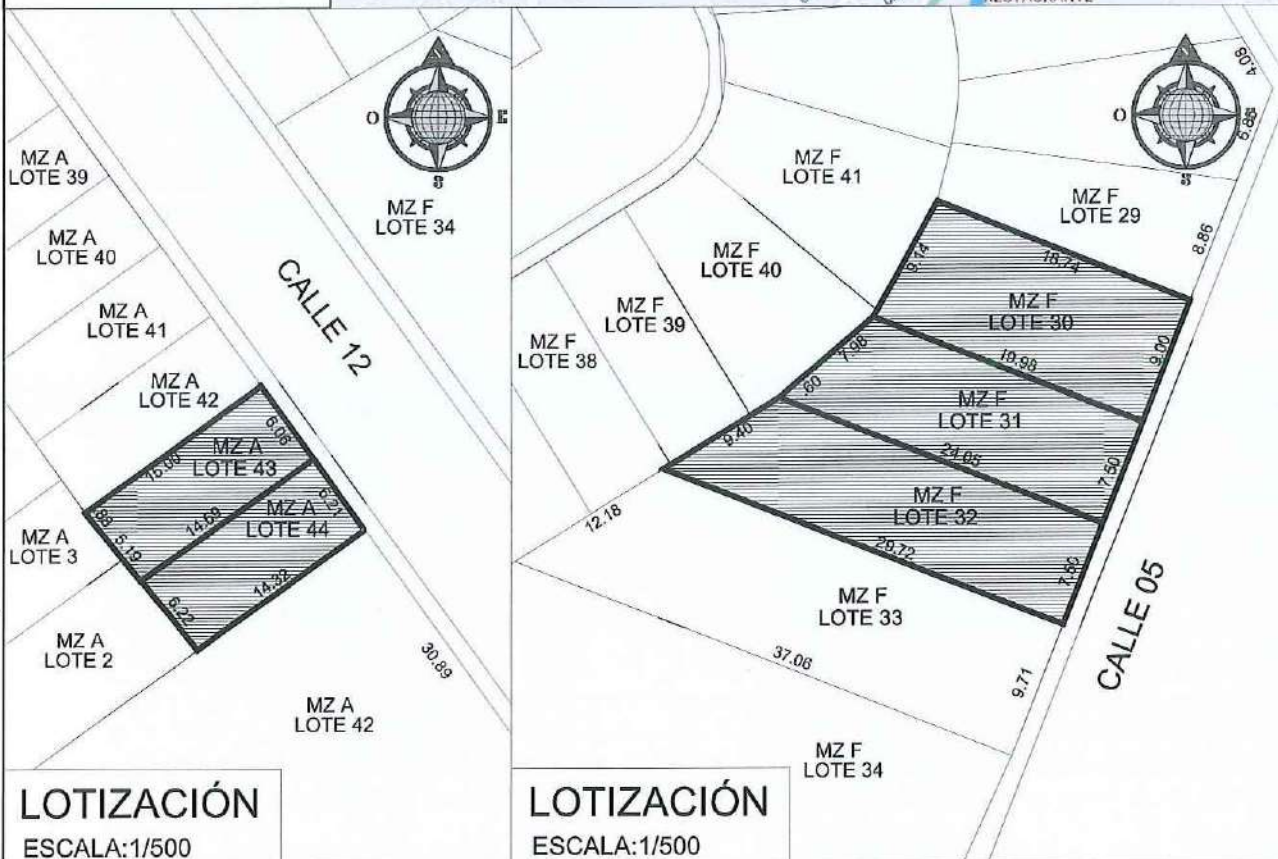 N
O
E
S
MZ A
LOTE 39
MZ A
LOTE 40
MZ A
LOTE 41
MZ A
LOTE 42
MZ F
LOTE 34
CALLE 12
6.06
MZ A
LOTE 43
15.00
6.21
MZ A
LOTE 44
14.69
.88
5.19
14.32
6.22
MZ A
LOTE 3
MZ A
LOTE 2
30.89
MZ A
LOTE 42
LOTIZACIÓN
ESCALA:1/500
N
O
S
4.08
6.86
MZ F
LOTE 41
MZ F
LOTE 29
8.86
MZ F
LOTE 40
9.14
18.74
MZ F
LOTE 30
MZ F
LOTE 39
MZ F
LOTE 38
7.98
19.98
9.00
.60
MZ F
LOTE 31
9.40
24.05
7.50
MZ F
LOTE 32
12.18
29.72
7.50
MZ F
LOTE 33
CALLE 05
37.06
9.71
MZ F
LOTE 34
LOTIZACIÓN
ESCALA:1/500